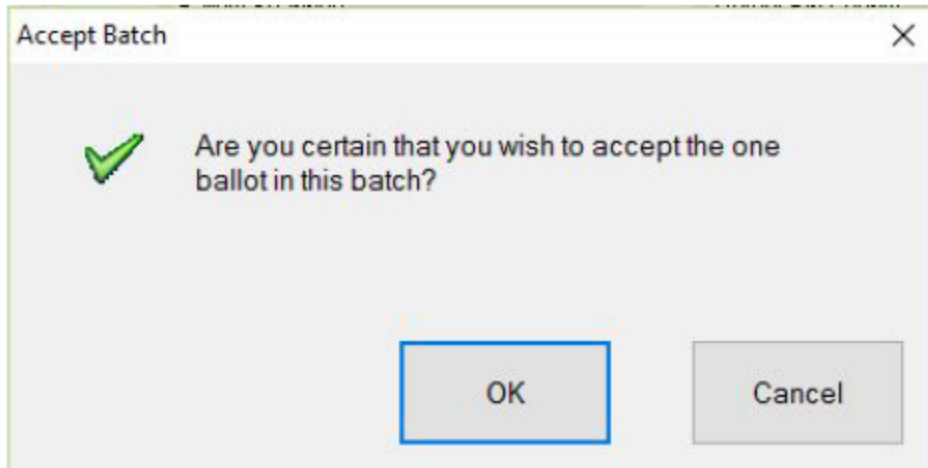 Accept Batch
Are you certain that you wish to accept the one
ballot in this batch?
OK
Cancel